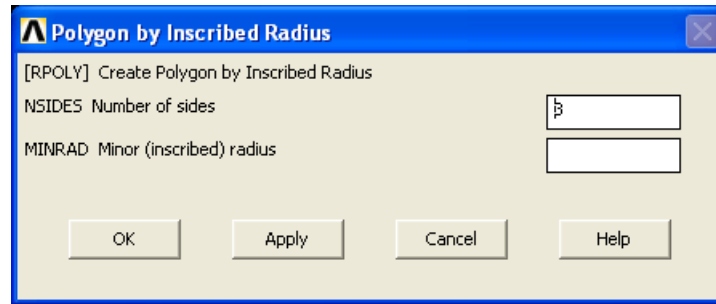 Polygon by Inscribed Radius
[RPOLY] Create Polygon by Inscribed Radius
NSIDES Number of sides 3
MINRAD Minor (inscribed) radius
OK Apply Cancel Help